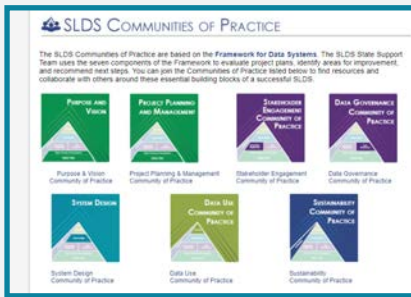 SLDS COMMUNITIES OF PRACTICE
The SLDS Communities of Practice are based on the Framework for Data Systems. The SLDS State Support
Team uses the seven components of the Framework to evaluate project plans, identify areas for improvement,
and recommend next steps. You can join the Communities of Practice listed below to find resources and
collaborate with others around these essential building blocks of a successful SLDS.
PURPOSE AND
VISION
PROJECT PLANNING
AND MANAGEMENT
STAKEHOLDER
ENGAGEMENT
COMMUNITY OF
PRACTICE
DATA GOVERNANCE
COMMUNITY OF
PRACTICE
Purpose & Vision
Community of Practice
Project Planning & Management
Community of Practice
Stakeholder Engagement
Community of Practice
Data Governance
Community of Practice
SYSTEM DESIGN
DATA USE
COMMUNITY OF
PRACTICE
SUSTAINABILITY
COMMUNITY OF
PRACTICE
System Design
Community of Practice
Data Use
Community of Practice
Sustainability
Community of Practice